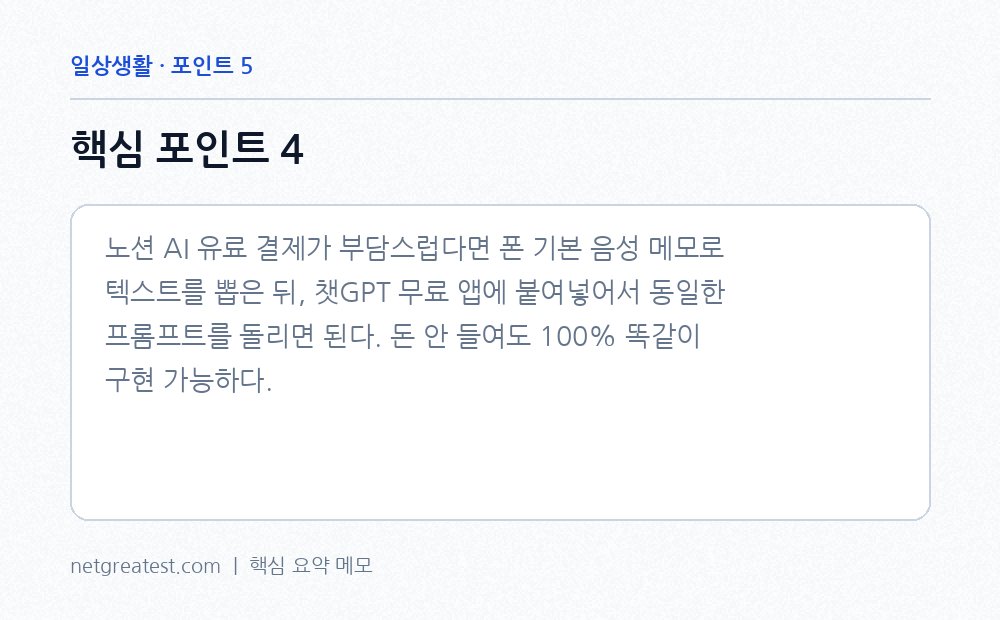 일상생활 · 포인트 5
핵심 포인트 4
노션 AI 유료 결제가 부담스럽다면 폰 기본 음성 메모로
텍스트를 뽑은 뒤, 챗GPT 무료 앱에 붙여넣어서 동일한
프롬프트를 돌리면 된다. 돈 안 들여도 100% 똑같이
구현 가능하다.
netgreatest.com | 핵심 요약 메모